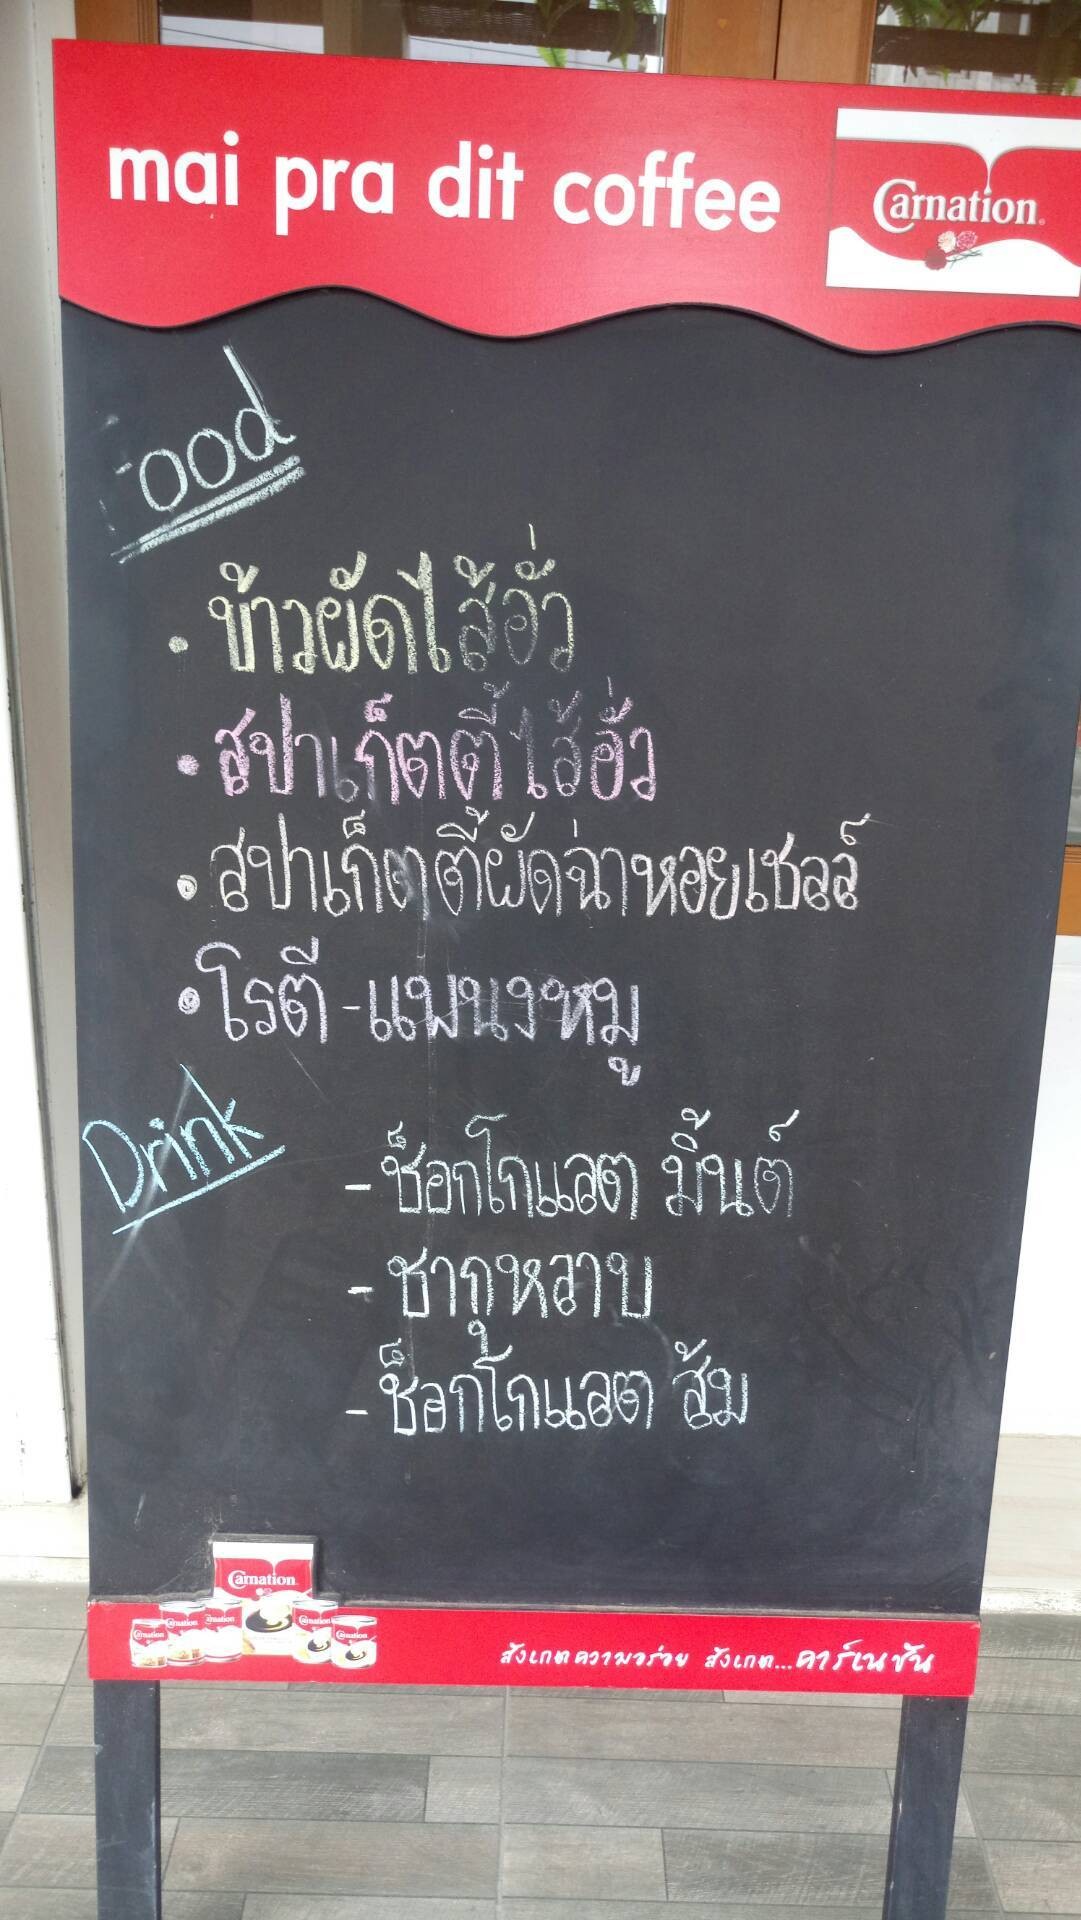 mai pra dit coffee
Carnation
Food
• ข้าวผัดไส้อั่ว
• สปาเก็ตตี้ไส้อั่ว
• สปาเก็ตตี้ผัดฉ่าหอยเชลล์
• โรตี - แพนงหมู
Drink
- ช็อกโกแลต มิ้นต์
- ชากุหลาบ
- ช็อกโกแลต ส้ม
Carnation
Carnation
Carnation
Carnation
Carnation
Carnation
สังเกตความอร่อย สังเกต...คาร์เนชัน